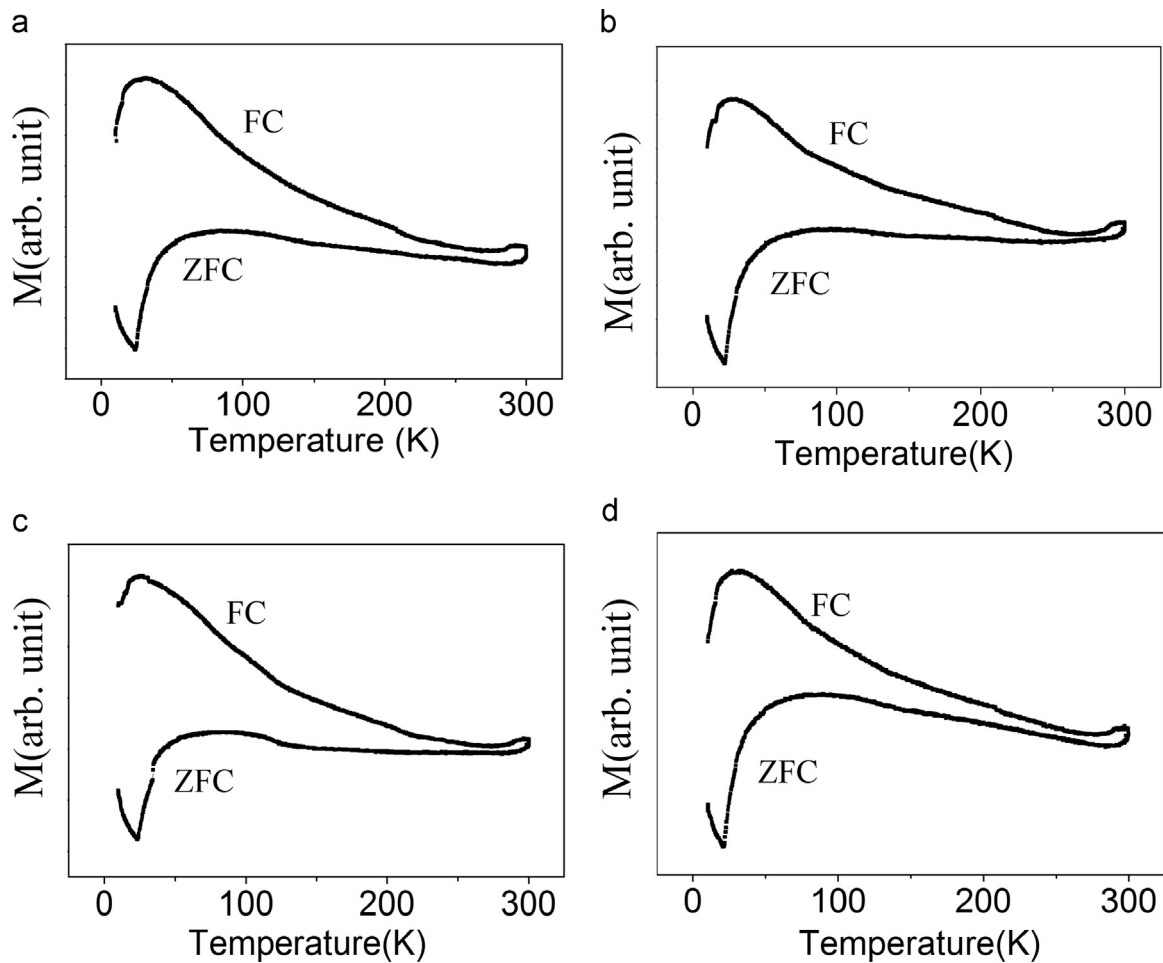 a
M(arb. unit)
FC
ZFC
0 100 200 300
Temperature (K)
b
M(arb. unit)
FC
ZFC
0 100 200 300
Temperature(K)
c
M(arb. unit)
FC
ZFC
0 100 200 300
Temperature(K)
d
M(arb. unit)
FC
ZFC
0 100 200 300
Temperature(K)